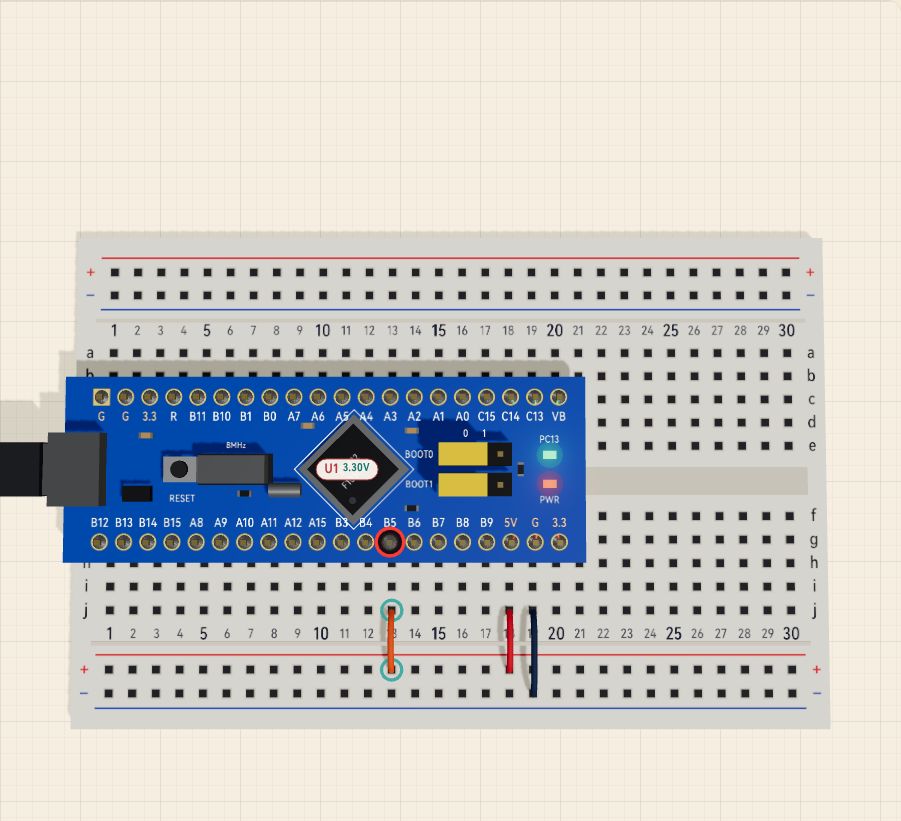 + +
− −
1 2 3 4 5 6 7 8 9 10 11 12 13 14 15 16 17 18 19 20 21 22 23 24 25 26 27 28 29 30
a a
b b
c
d
e
G G 3.3 R B11 B10 B1 B0 A7 A6 A5 A4 A3 A2 A1 A0 C15 C14 C13 VB
0 1
8MHz
BOOT0
PC13
U1 3.30V
BOOT1
RESET
PWR
B12 B13 B14 B15 A8 A9 A10 A11 A12 A15 B3 B4 B5 B6 B7 B8 B9 5V G 3.3
f
g
h h
i i
j j
1 2 3 4 5 6 7 8 9 10 11 12 13 14 15 16 17 18 19 20 21 22 23 24 25 26 27 28 29 30
+ +
− −